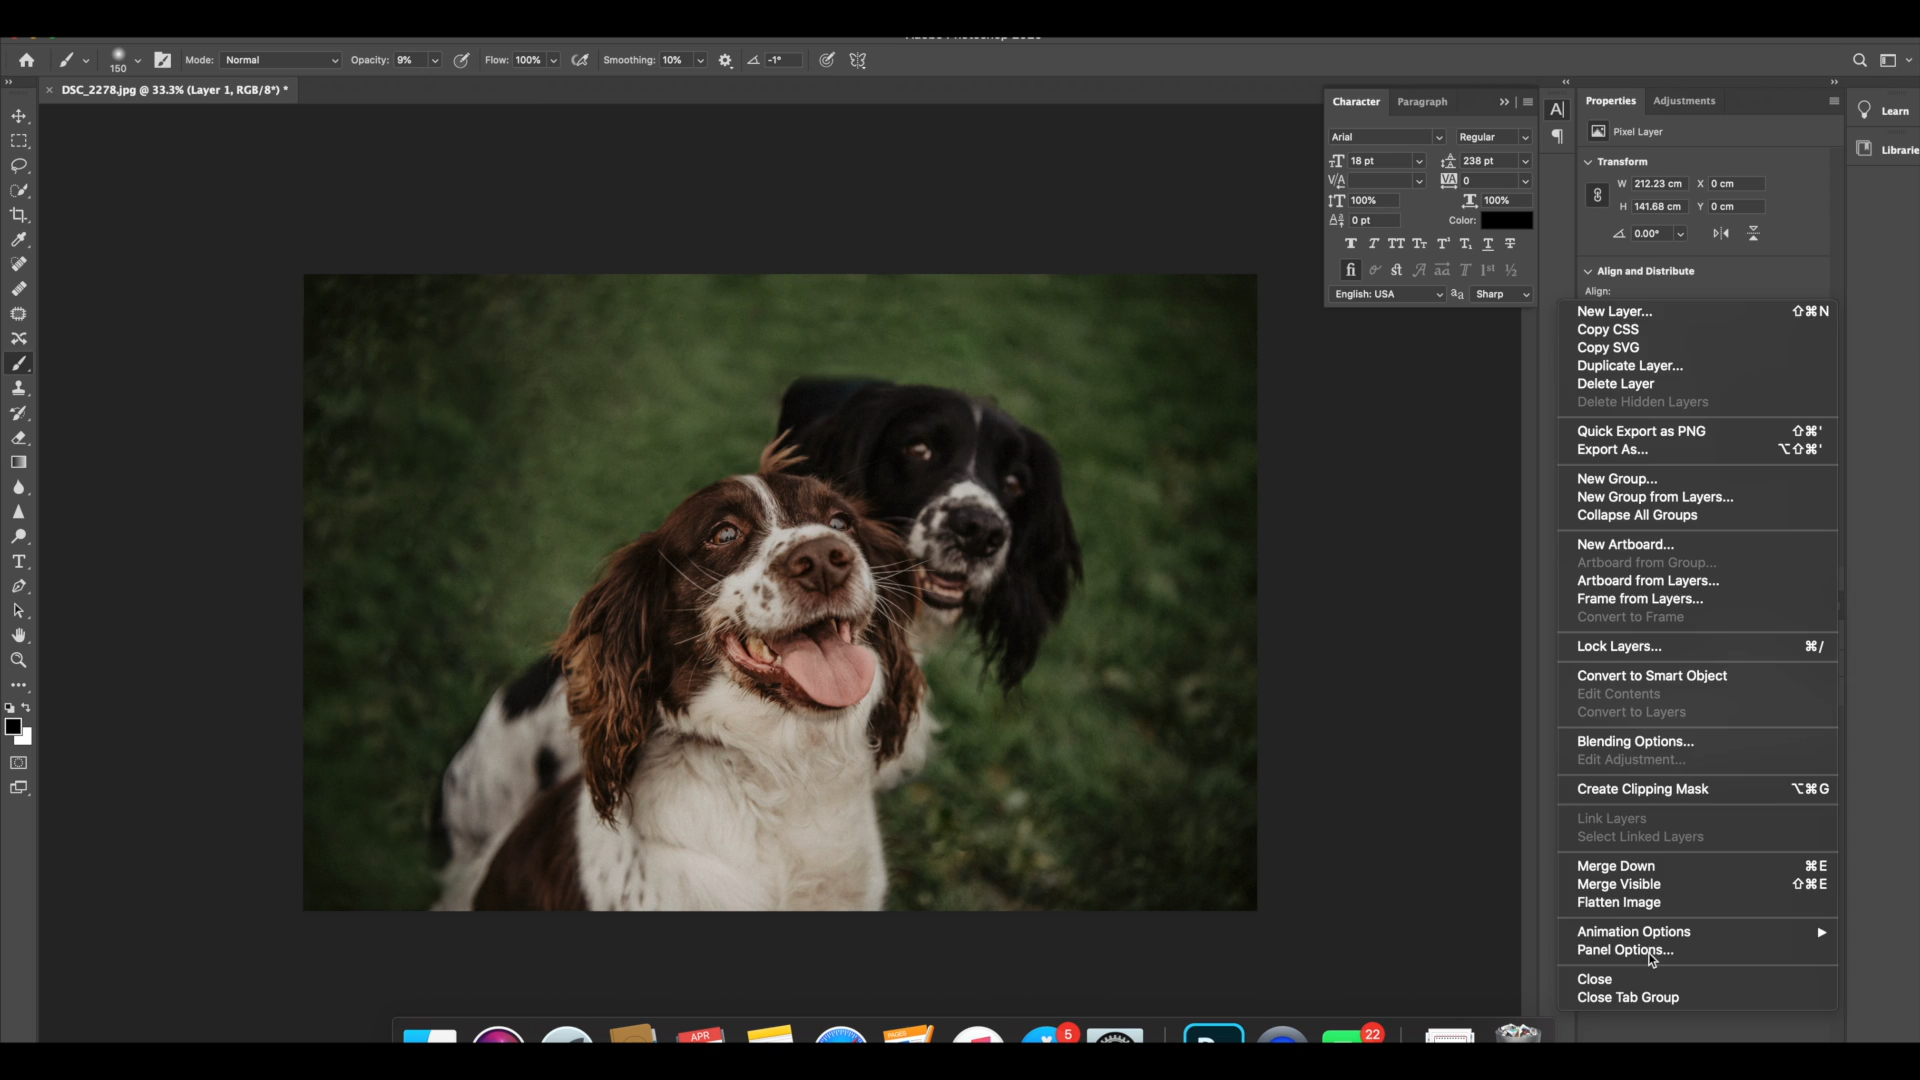 Mode: Normal Opacity: 9% Flow: 100% Smoothing: 10% -1°
150
× DSC_2278.jpg @ 33.3% (Layer 1, RGB/8*) *
Character Paragraph
Arial Regular
18 pt 238 pt
0
100% 100%
0 pt Color:
English: USA Sharp
Properties Adjustments
Pixel Layer
Transform
W 212.23 cm X 0 cm
H 141.68 cm Y 0 cm
0.00°
Align and Distribute
Align:
Learn
Librarie
New Layer... ⇧⌘N
Copy CSS
Copy SVG
Duplicate Layer...
Delete Layer
Delete Hidden Layers
Quick Export as PNG ⇧⌘'
Export As... ⌥⇧⌘'
New Group...
New Group from Layers...
Collapse All Groups
New Artboard...
Artboard from Group...
Artboard from Layers...
Frame from Layers...
Convert to Frame
Lock Layers... ⌘/
Convert to Smart Object
Edit Contents
Convert to Layers
Blending Options...
Edit Adjustment...
Create Clipping Mask ⌥⌘G
Link Layers
Select Linked Layers
Merge Down ⌘E
Merge Visible ⇧⌘E
Flatten Image
Animation Options
Panel Options...
Close
Close Tab Group
APR
PAGES
5
22